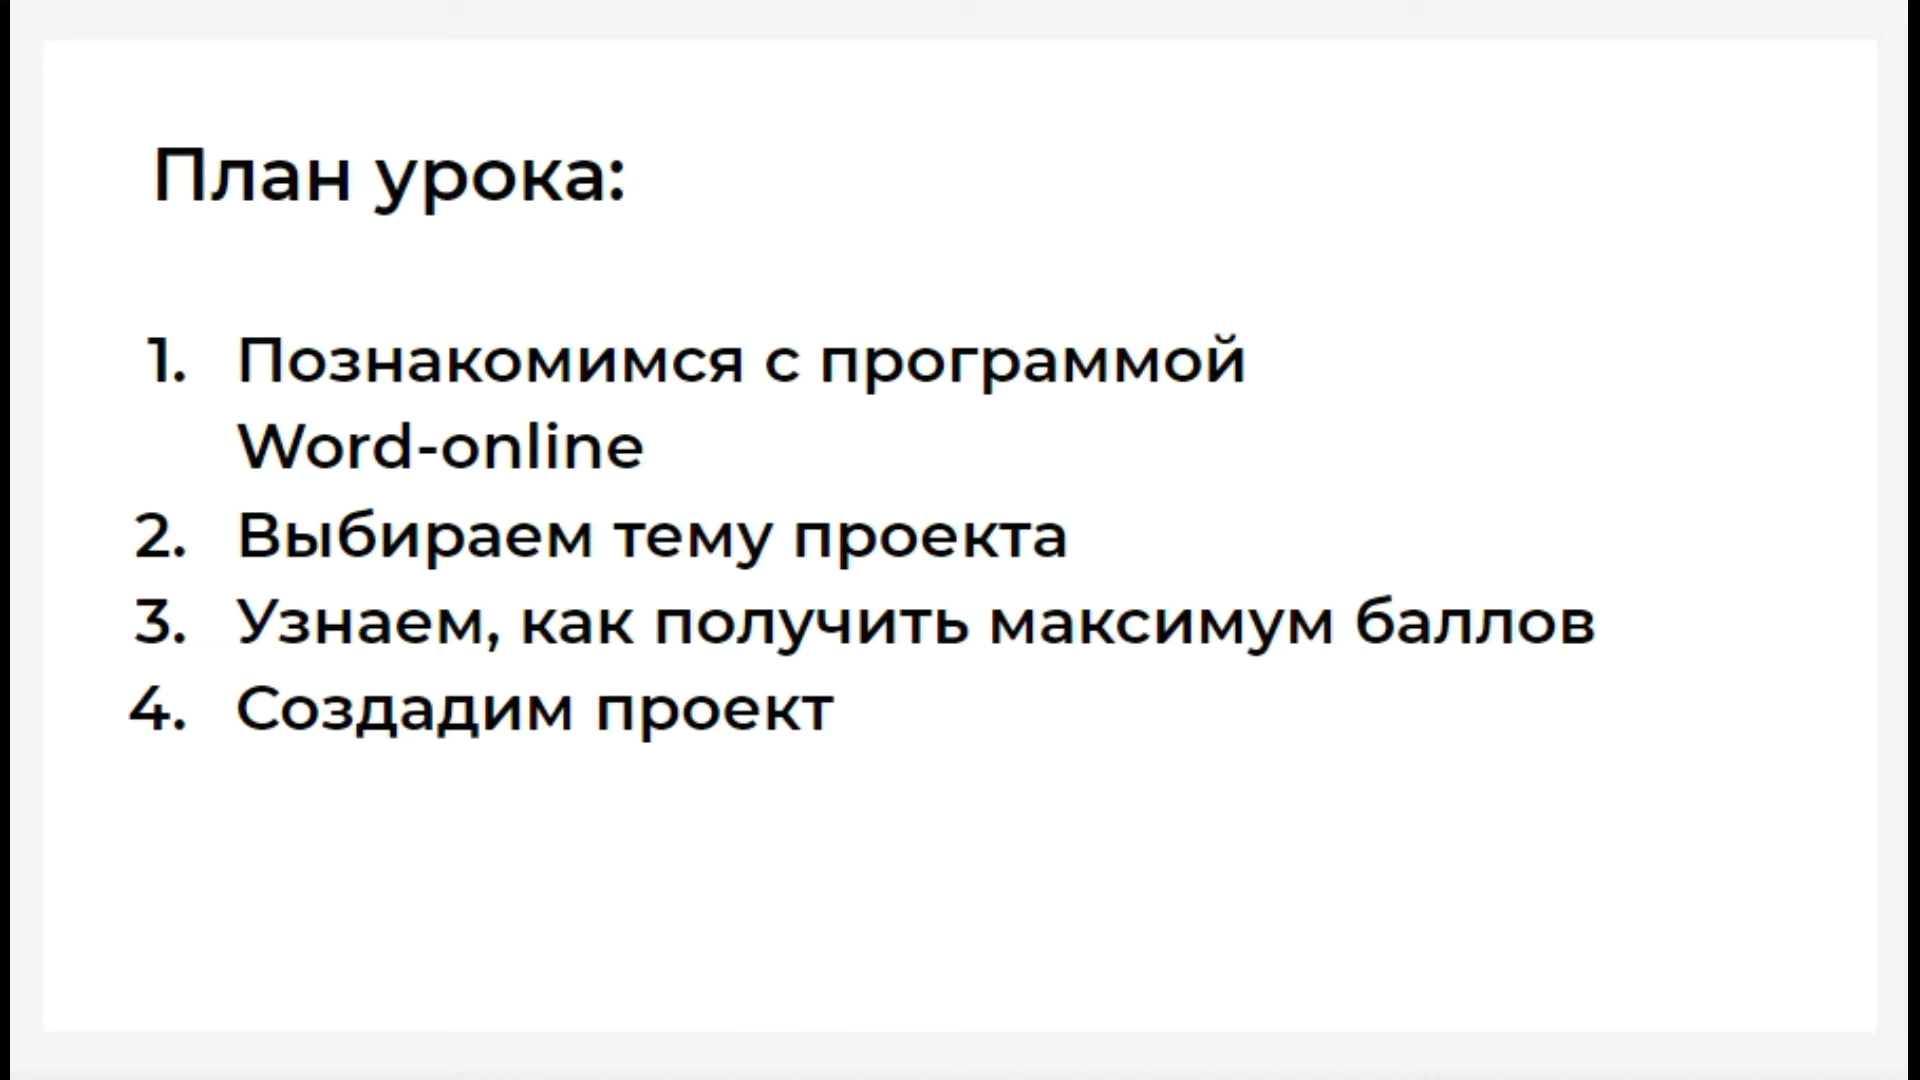 План урока:
1. Познакомимся с программой
Word-online
2. Выбираем тему проекта
3. Узнаем, как получить максимум баллов
4. Создадим проект